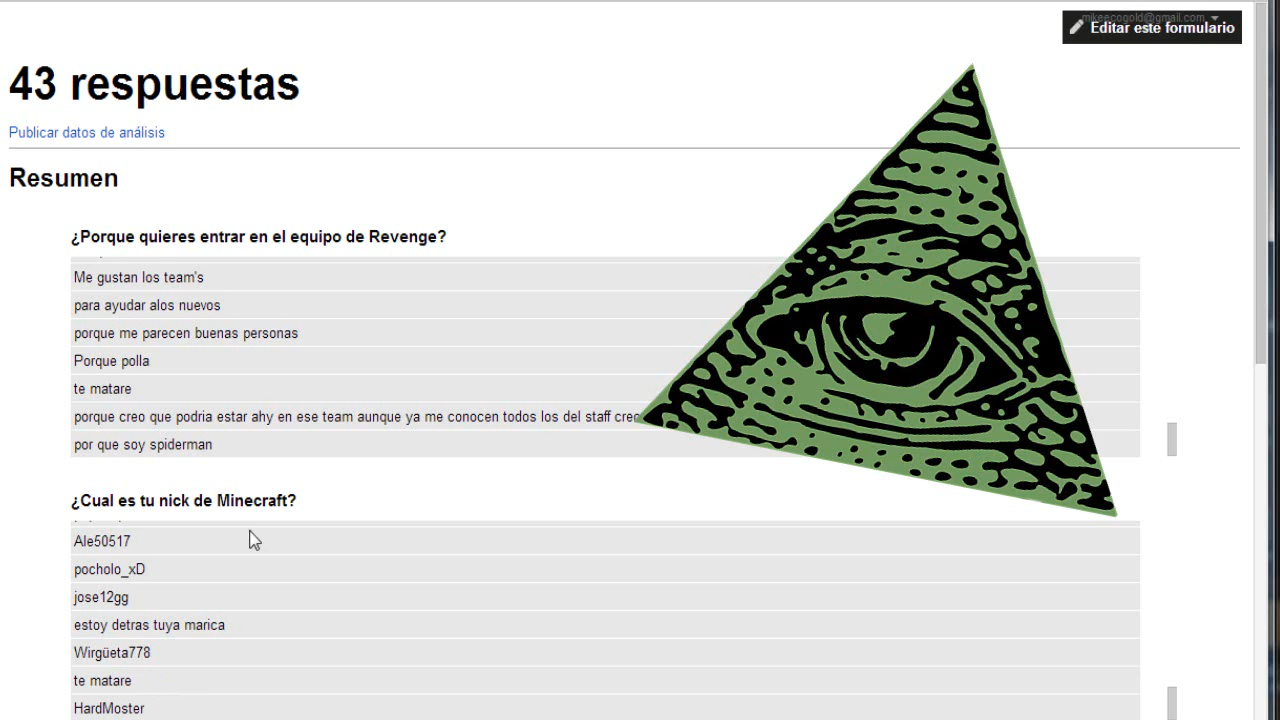 mikeecogold@gmail.com
Editar este formulario
43 respuestas
Publicar datos de análisis
Resumen
¿Porque quieres entrar en el equipo de Revenge?
Me gustan los team's
para ayudar alos nuevos
porque me parecen buenas personas
Porque polla
te matare
porque creo que podria estar ahy en ese team aunque ya me conocen todos los del staff creo
por que soy spiderman
¿Cual es tu nick de Minecraft?
Ale50517
pocholo_xD
jose12gg
estoy detras tuya marica
Wirgüeta778
te matare
HardMoster